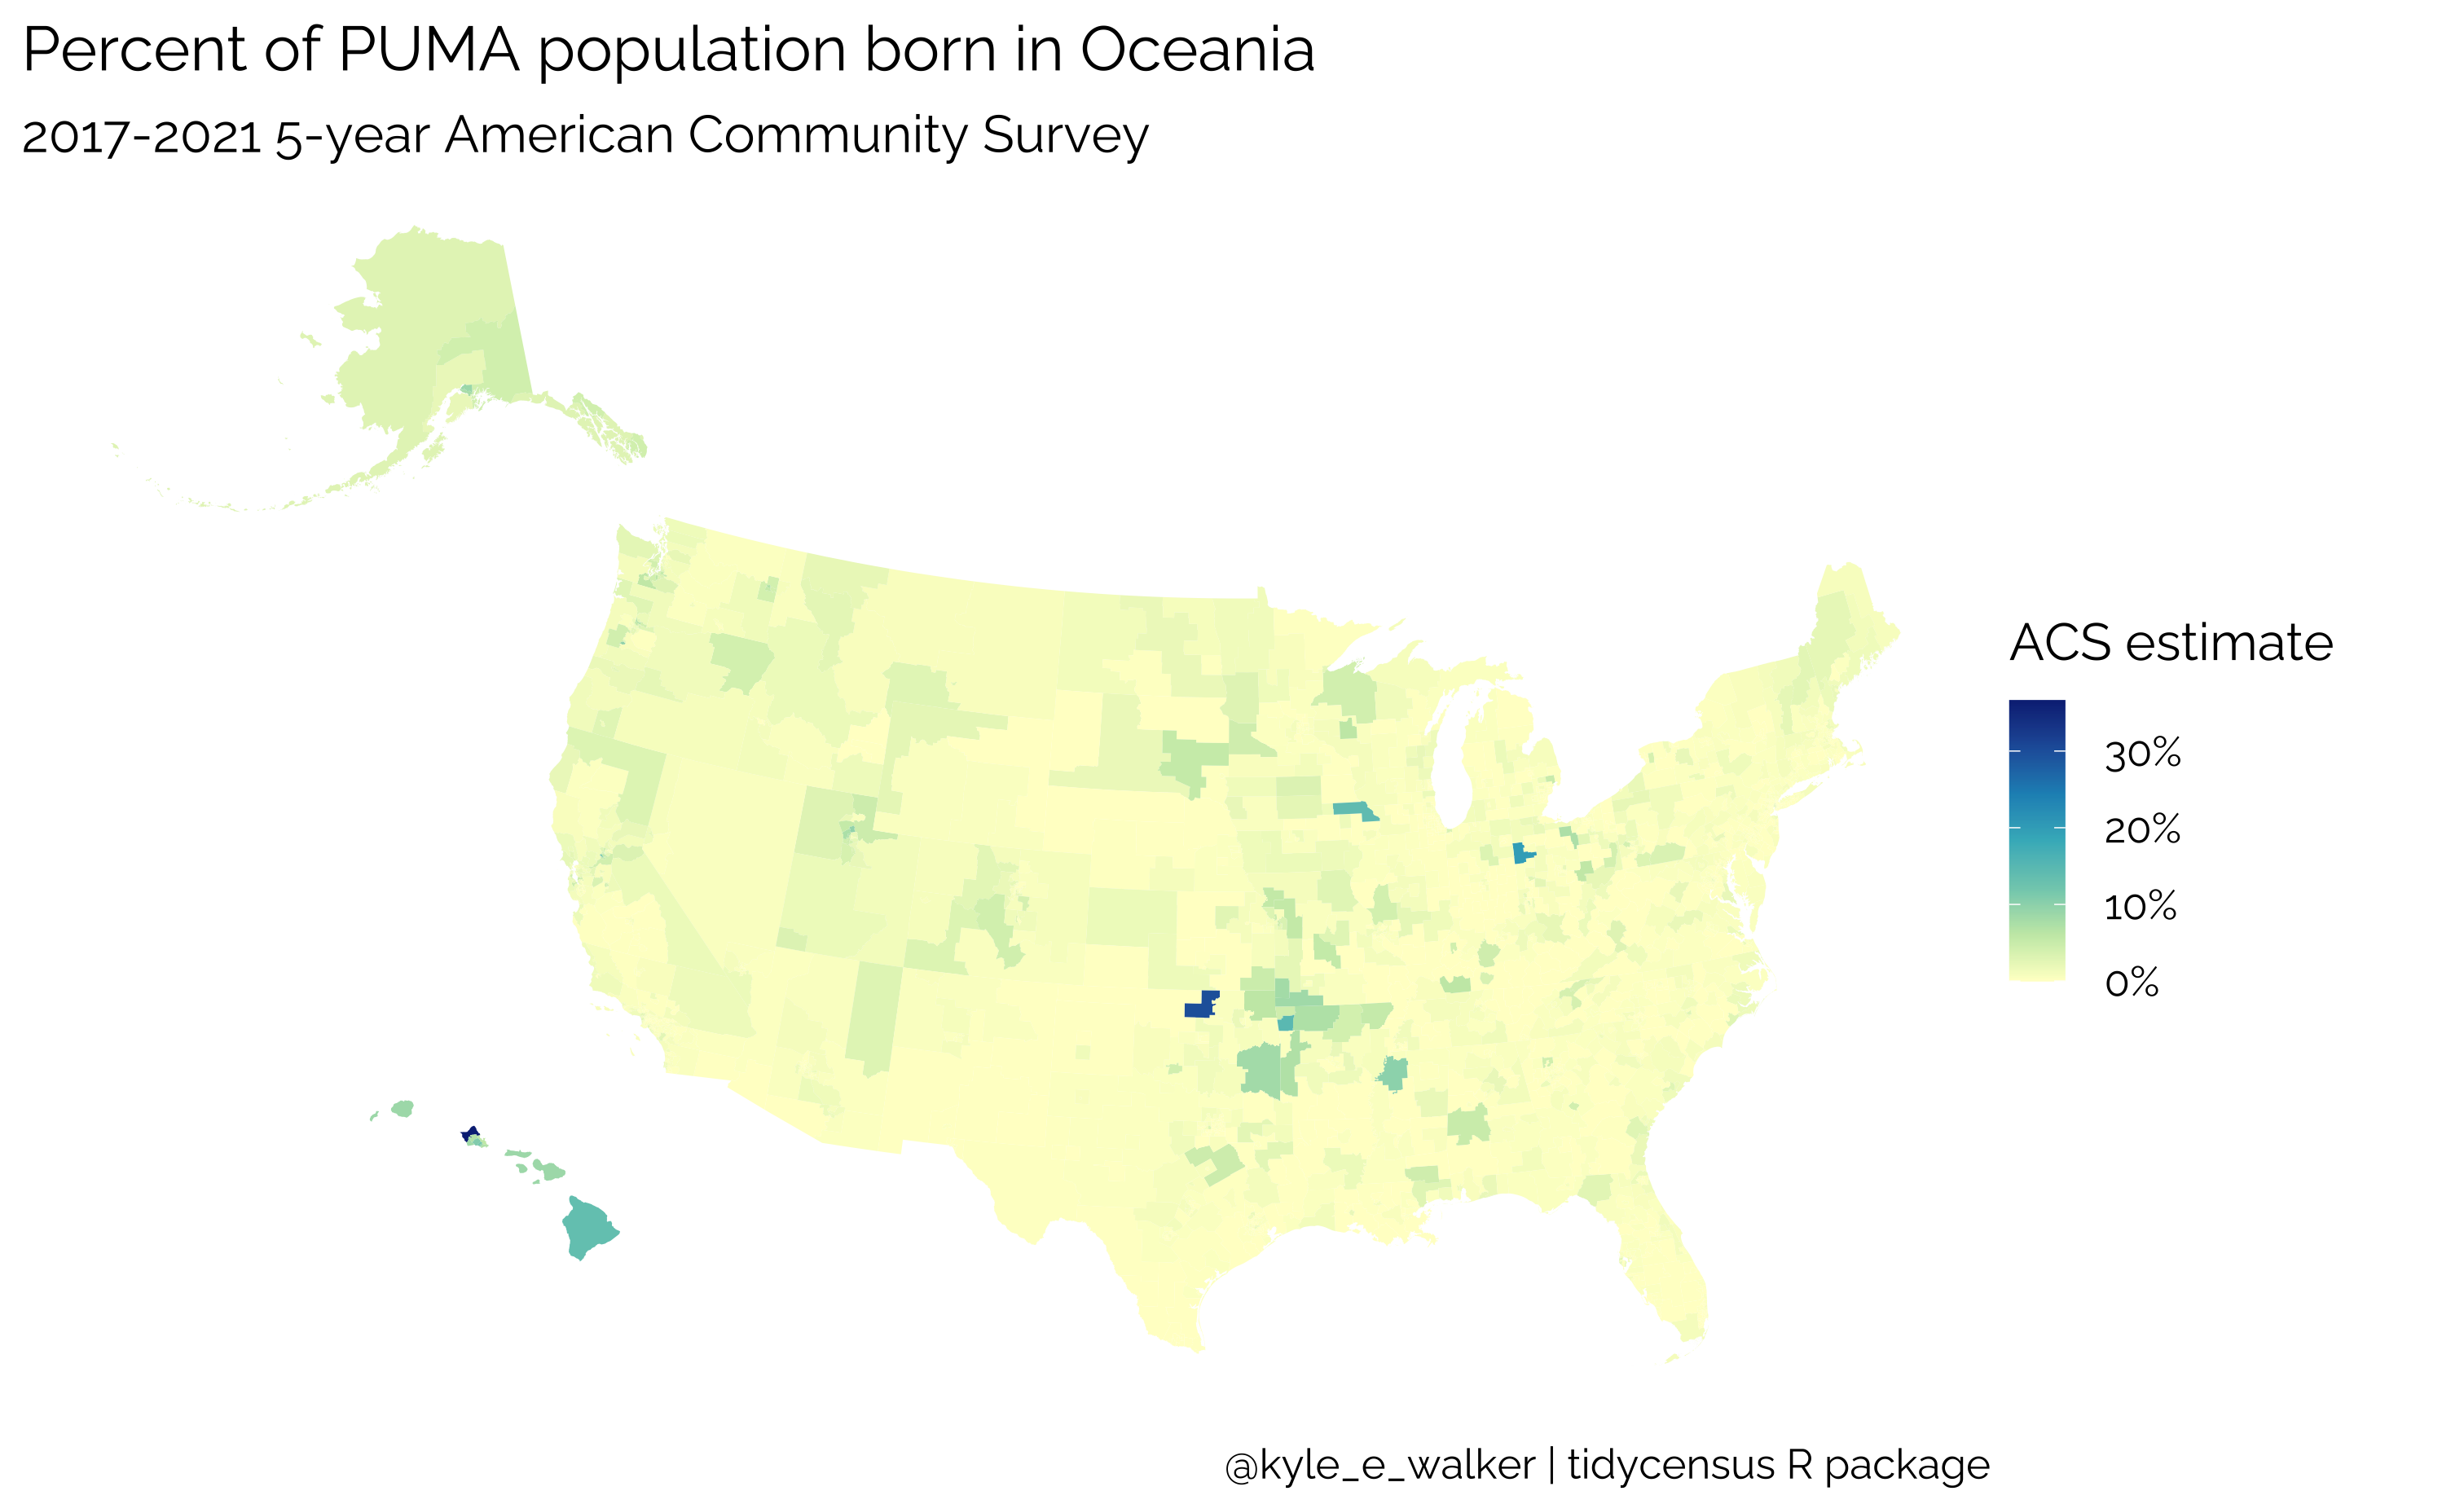 Percent of PUMA population born in Oceania
2017-2021 5-year American Community Survey
ACS estimate
30%
20%
10%
0%
@kyle_e_walker | tidycensus R package